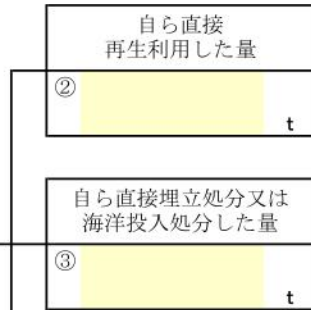 自ら直接
再生利用した量
②
t
自ら直接埋立処分又は
海洋投入処分した量
③
t